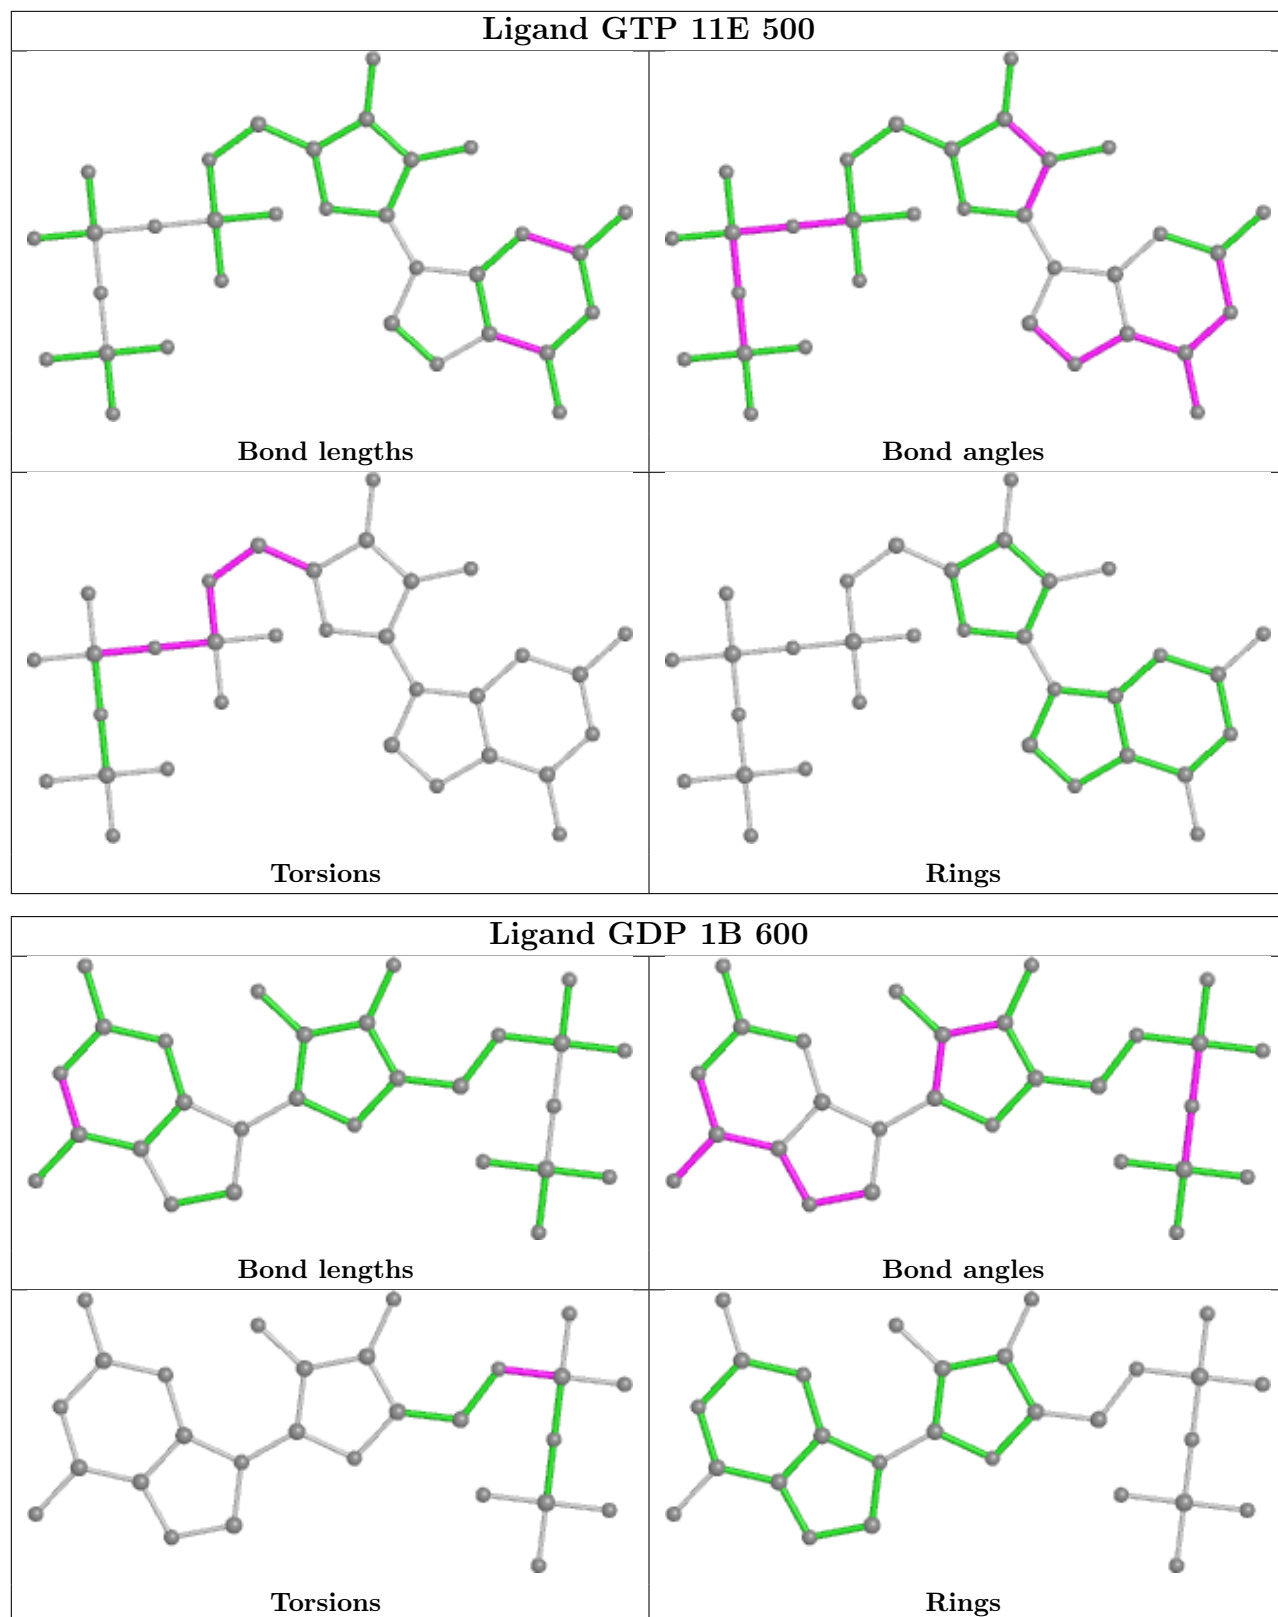 Ligand GTP 11E 500
Bond lengths
Bond angles
Torsions
Rings
Ligand GDP 1B 600
Bond lengths
Bond angles
Torsions
Rings